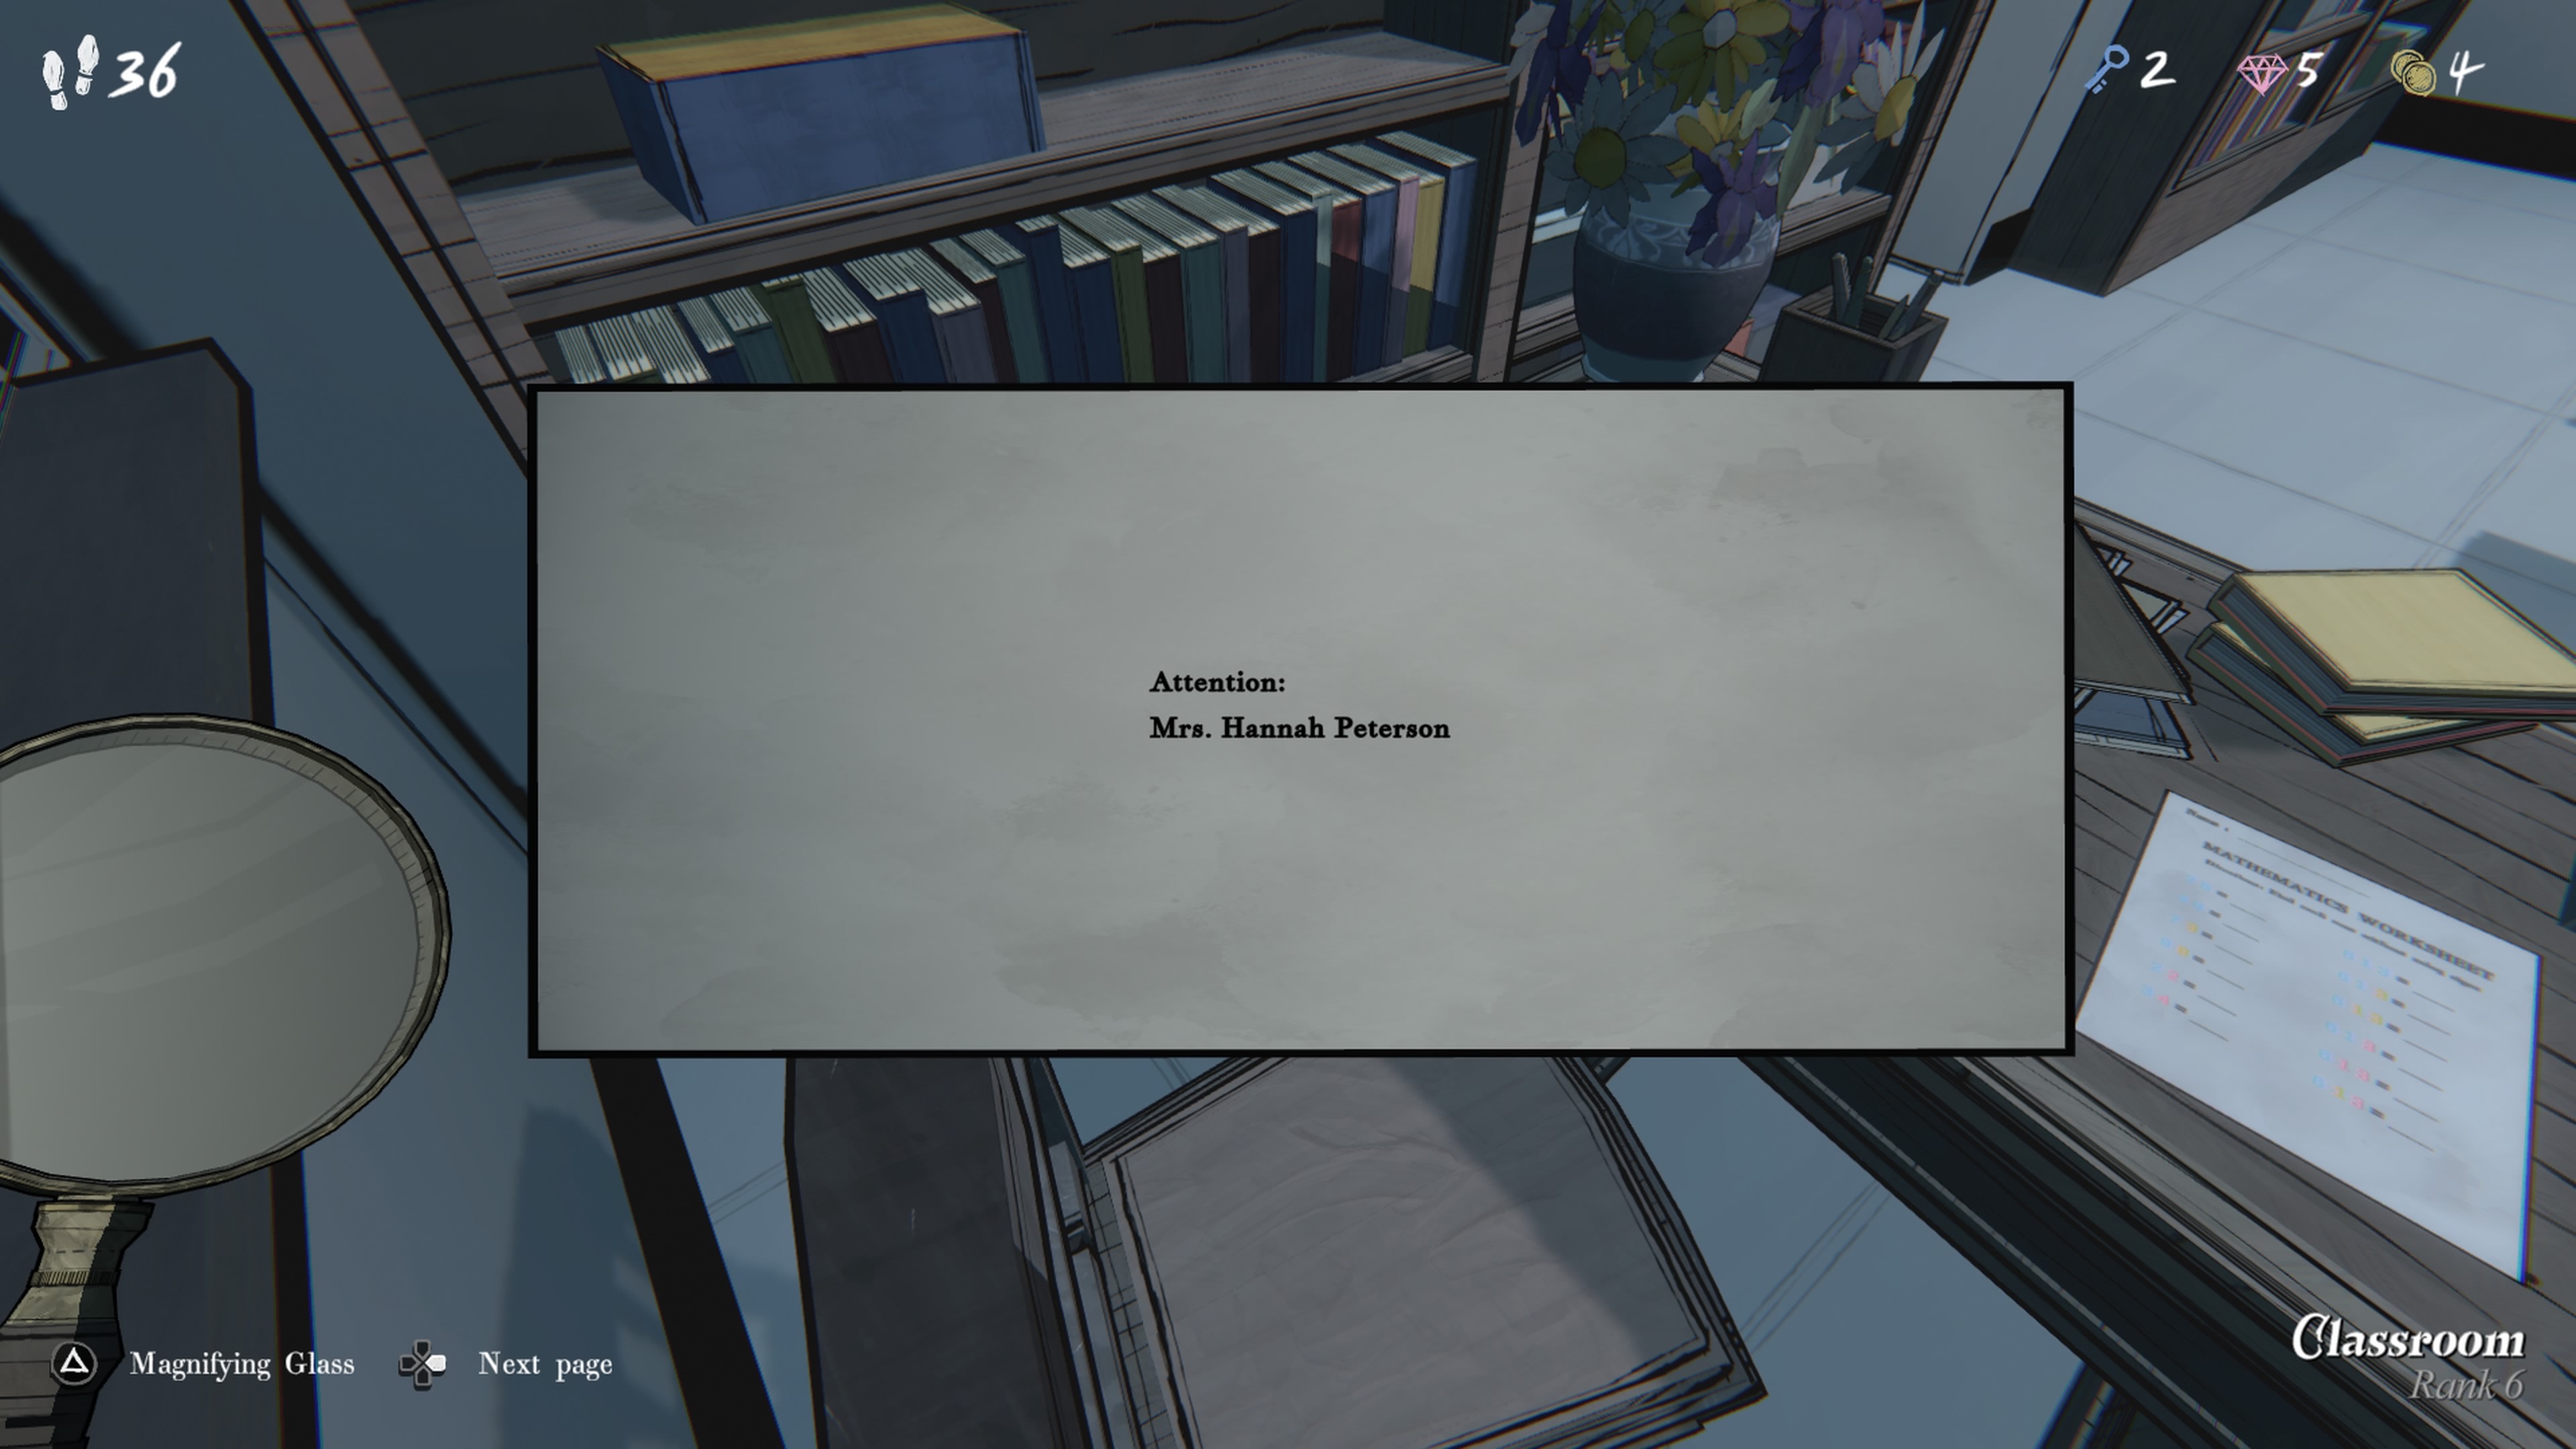 36
2
5
4
Attention:
Mrs. Hannah Peterson
MATHEMATICS WORKSHEET
Magnifying Glass
Next page
Classroom
Rank 6